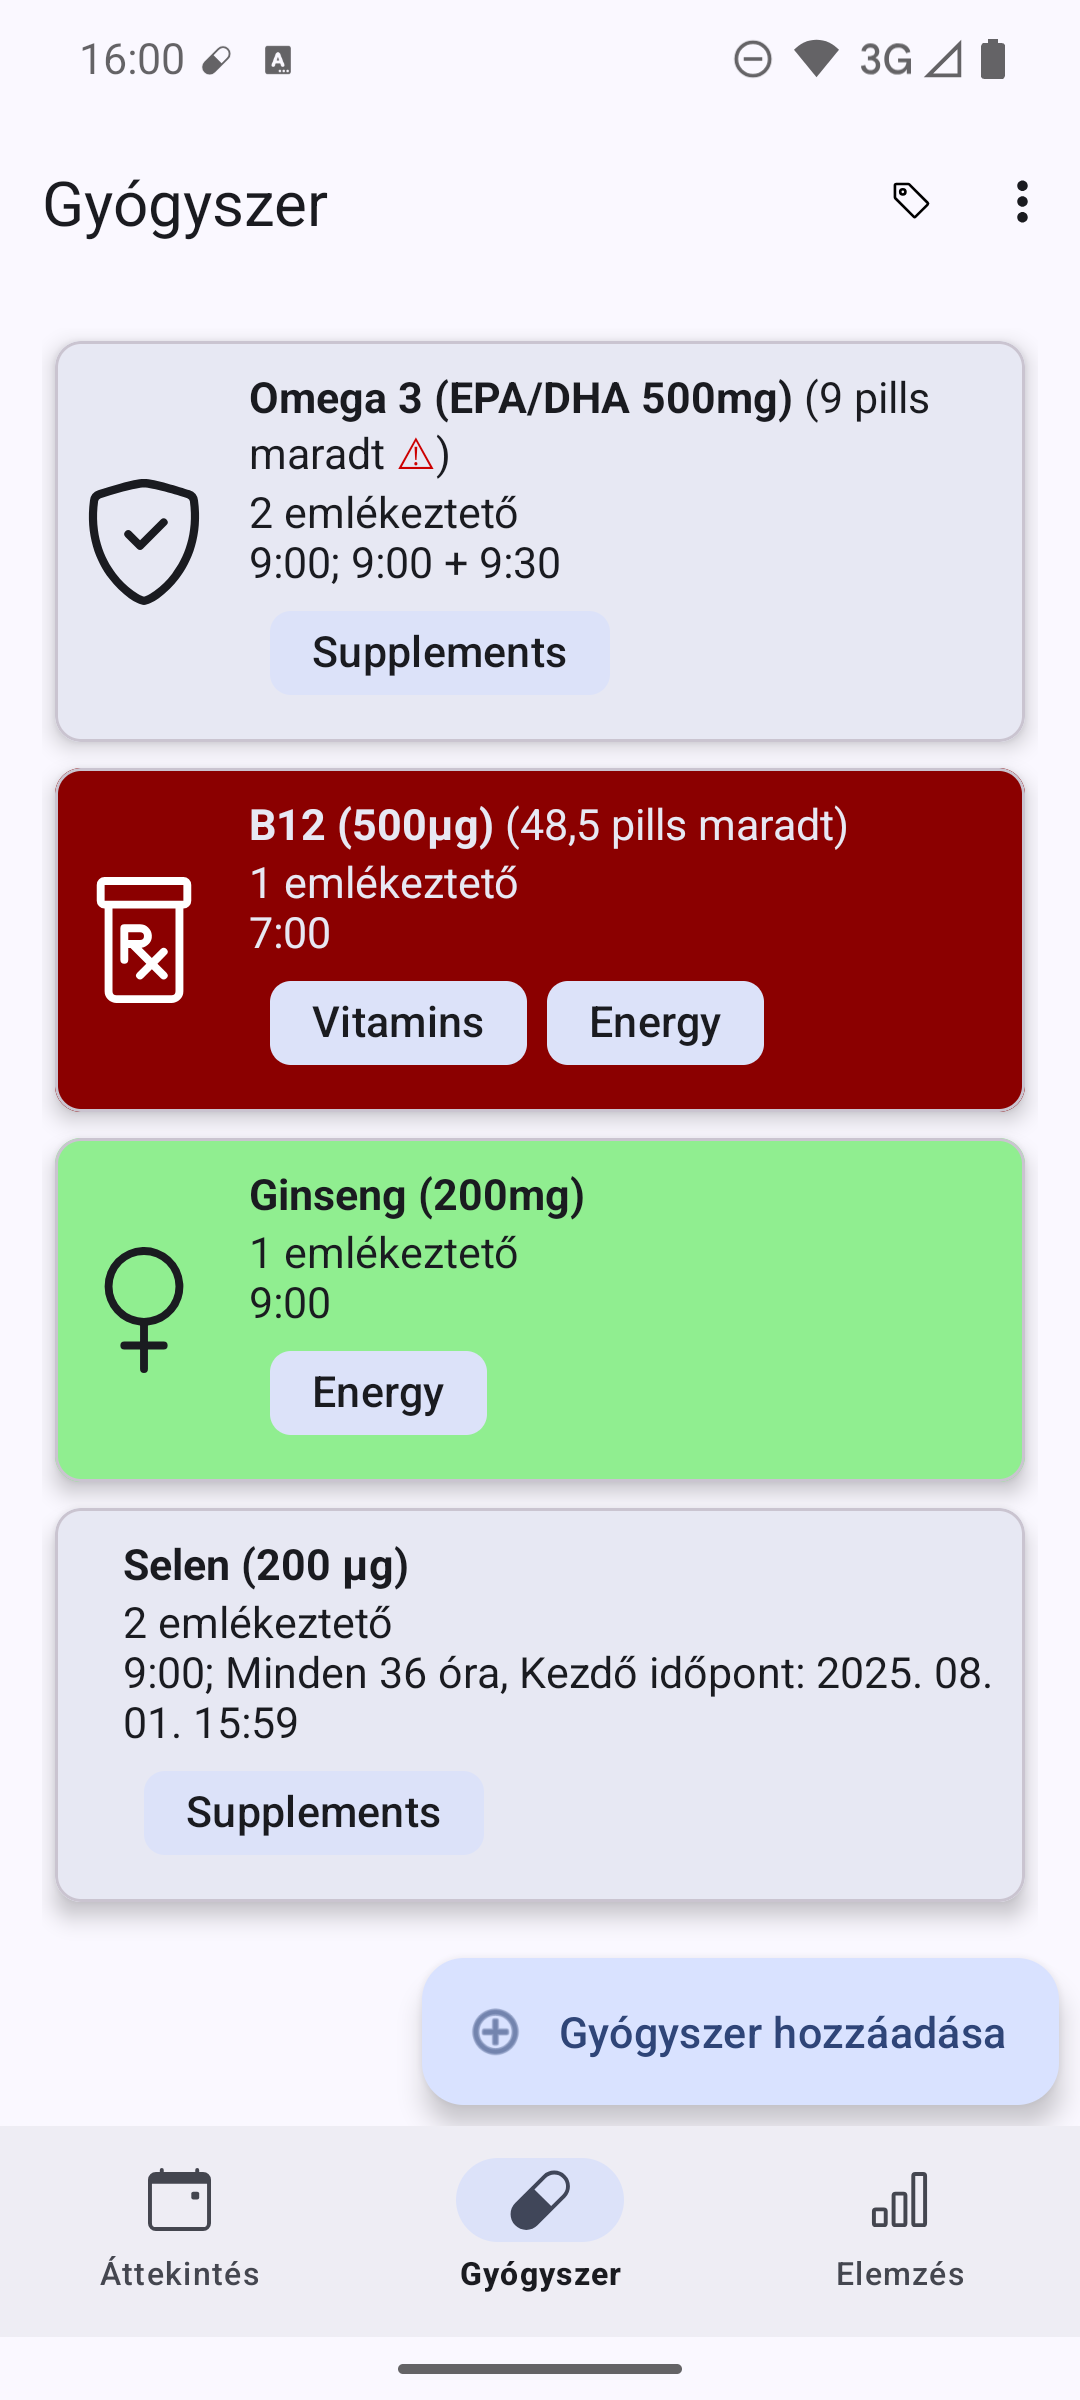 16:00
3G
Gyógyszer
Omega 3 (EPA/DHA 500mg) (9 pills
maradt ⚠)
2 emlékeztető
9:00; 9:00 + 9:30
Supplements
B12 (500µg) (48,5 pills maradt)
1 emlékeztető
7:00
Vitamins
Energy
Ginseng (200mg)
1 emlékeztető
9:00
Energy
Selen (200 µg)
2 emlékeztető
9:00; Minden 36 óra, Kezdő időpont: 2025. 08.
01. 15:59
Supplements
Gyógyszer hozzáadása
Áttekintés
Gyógyszer
Elemzés